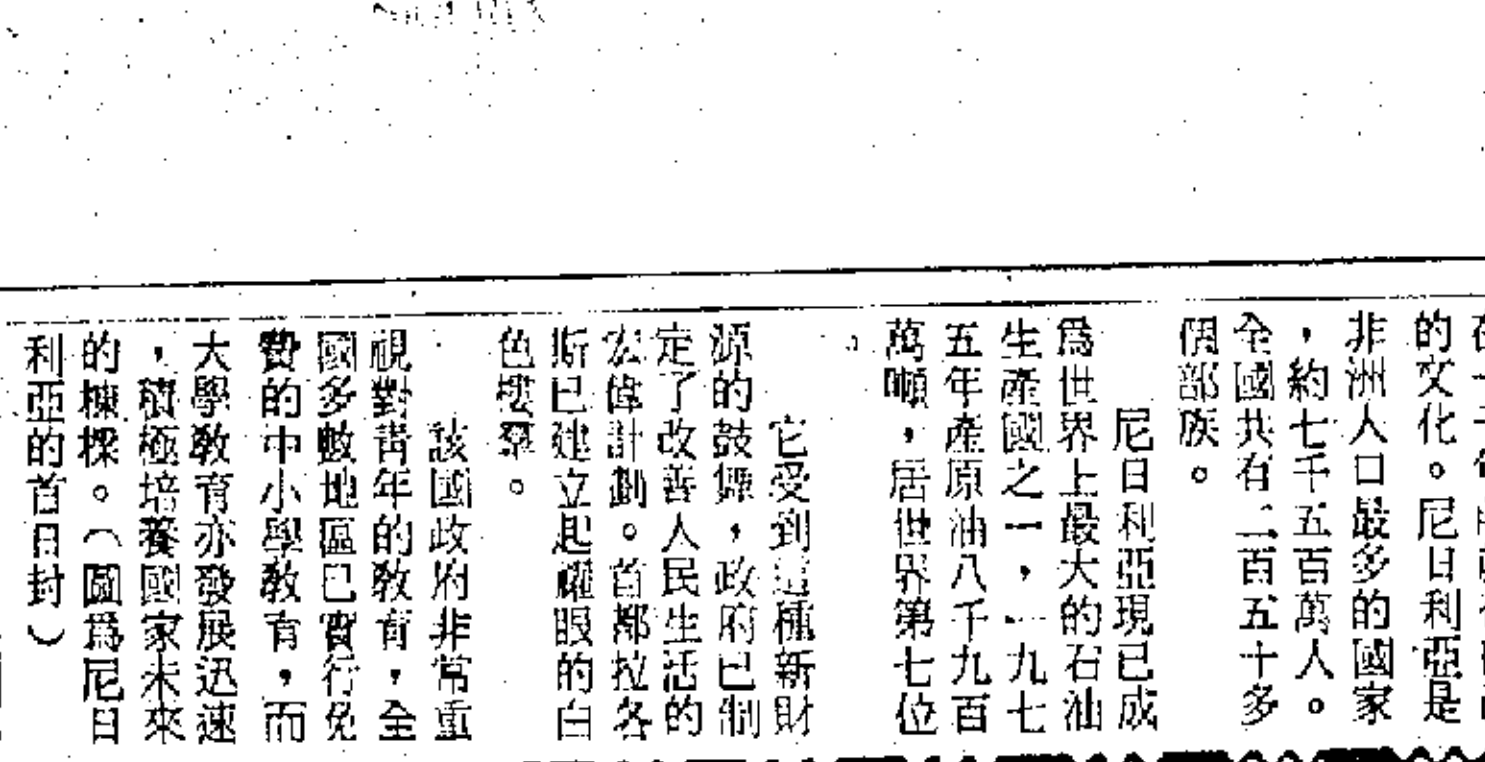 的文化。尼日利亞是
非洲人口最多的國家
，約七千五百萬人。
全國共有二百五十多
個部族。
尼日利亞現已成
爲世界上最大的石油
生產國之一，一九七
五年產原油八千九百
萬噸，居世界第七位
。
它受到這種新財
源的鼓舞，政府已制
定了改善人民生活的
宏偉計劃。首都拉各
斯已建立起耀眼的白
色樓羣。
該國政府非常重
視對靑年的敎育，全
國多數地區已實行免
費的中小學敎育，而
大學敎育亦發展迅速
，積極培養國家未來
的棟樑。（圖爲尼日
利亞的首日封）